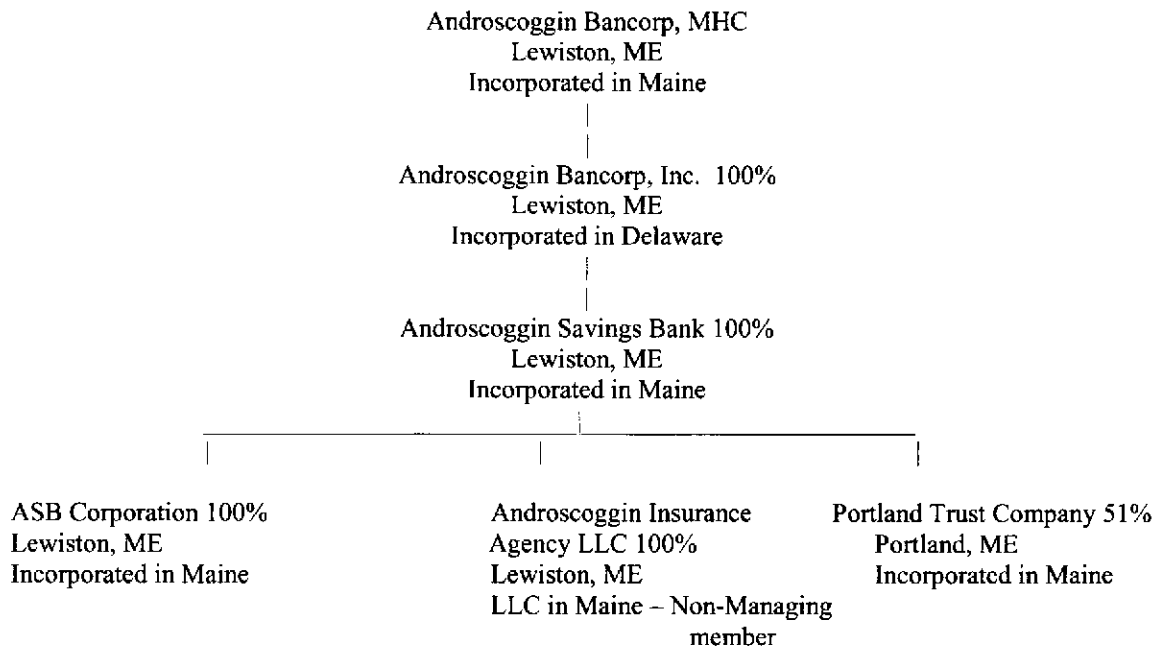 Androscoggin Bancorp, MHC
Lewiston, ME
Incorporated in Maine
Androscoggin Bancorp, Inc. 100%
Lewiston, ME
Incorporated in Delaware
Androscoggin Savings Bank 100%
Lewiston, ME
Incorporated in Maine
ASB Corporation 100%
Lewiston, ME
Incorporated in Maine
Androscoggin Insurance
Agency LLC 100%
Lewiston, ME
LLC in Maine – Non-Managing
member
Portland Trust Company 51%
Portland, ME
Incorporated in Maine